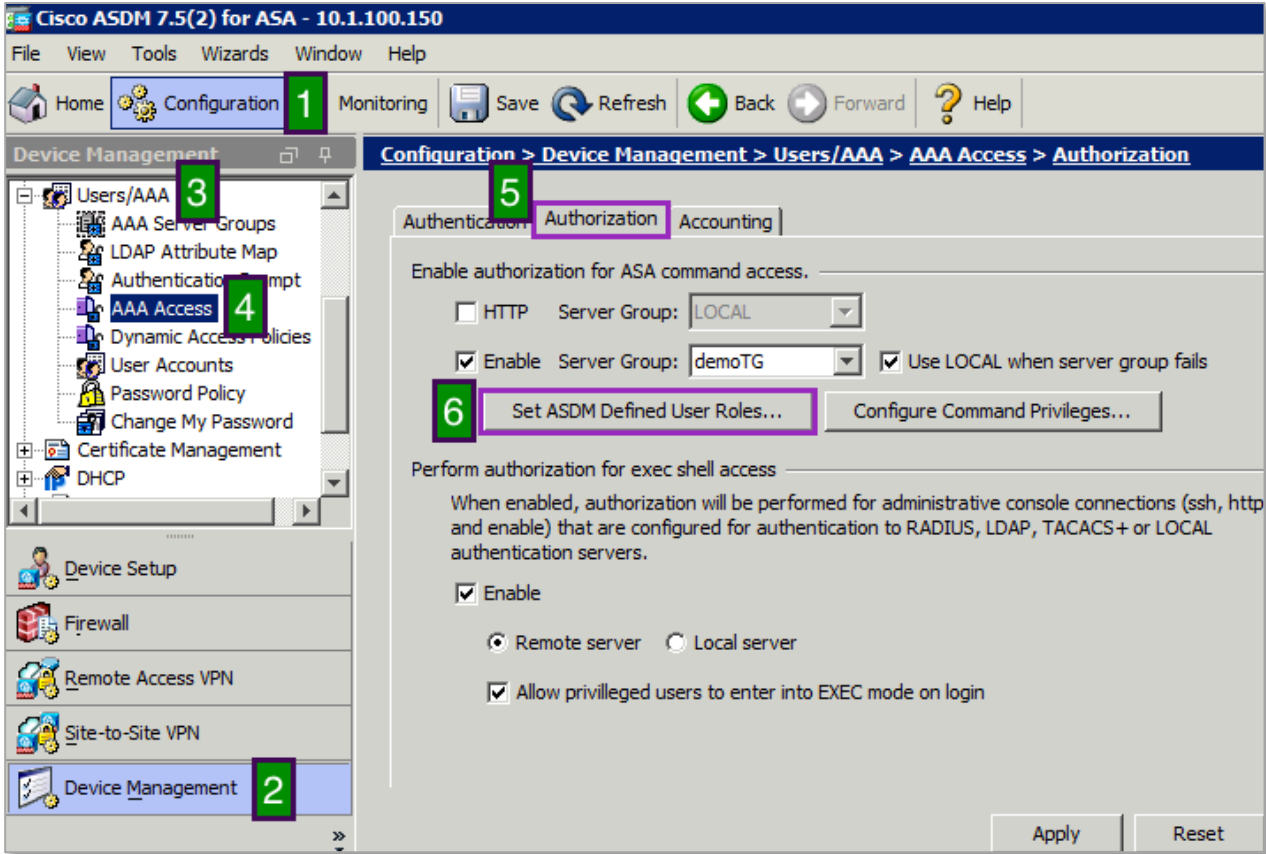 Cisco ASDM 7.5(2) for ASA - 10.1.100.150
File View Tools Wizards Window Help
Home Configuration 1 Monitoring Save Refresh Back Forward Help
Device Management
Configuration > Device Management > Users/AAA > AAA Access > Authorization
Users/AAA 3
AAA Server Groups
LDAP Attribute Map
Authentication Prompt
AAA Access 4
Dynamic Access Policies
User Accounts
Password Policy
Change My Password
Certificate Management
DHCP
Device Setup
Firewall
Remote Access VPN
Site-to-Site VPN
Device Management 2
»
5
Authentication Authorization Accounting
Enable authorization for ASA command access.
HTTP Server Group: LOCAL
Enable Server Group: demoTG Use LOCAL when server group fails
6 Set ASDM Defined User Roles... Configure Command Privileges...
Perform authorization for exec shell access
When enabled, authorization will be performed for administrative console connections (ssh, http
and enable) that are configured for authentication to RADIUS, LDAP, TACACS+ or LOCAL
authentication servers.
Enable
Remote server Local server
Allow privilleged users to enter into EXEC mode on login
Apply Reset